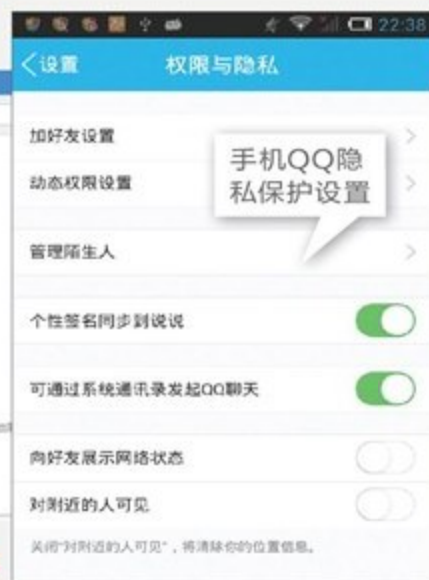 22:38
设置 权限与隐私
加好友设置
手机QQ隐
私保护设置
动态权限设置
管理陌生人
个性签名同步到说说
可通过系统通讯录发起QQ聊天
向好友展示网络状态
对附近的人可见
关闭“对附近的人可见”，将清除你的位置信息。